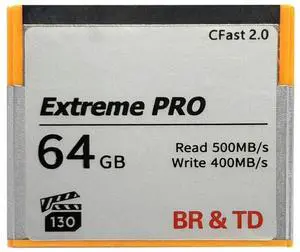 CFast 2.0
Extreme PRO
64 GB
Read 500MB/s
Write 400MB/s
130
BR & TD